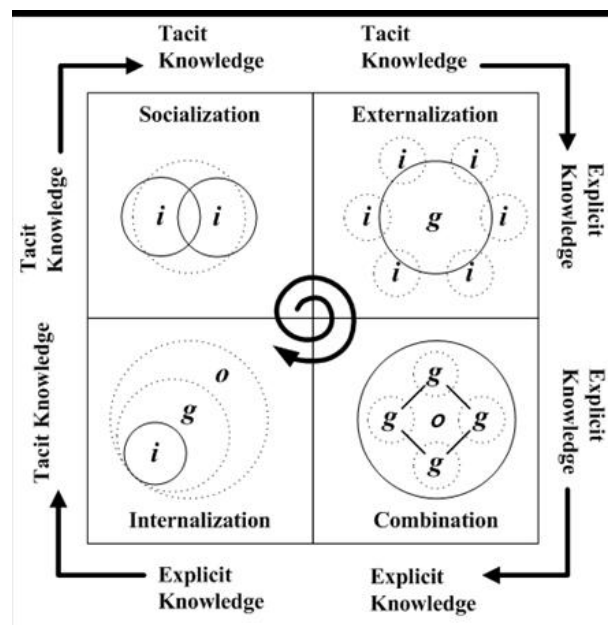 Tacit
Knowledge
Tacit
Knowledge
Socialization
Externalization
Tacit
Knowledge
i i
i i
i g i
i i
Explicit
Knowledge
Tacit Knowledge
o
g
i
g
g o g
g
Explicit
Knowledge
Internalization
Combination
Explicit
Knowledge
Explicit
Knowledge